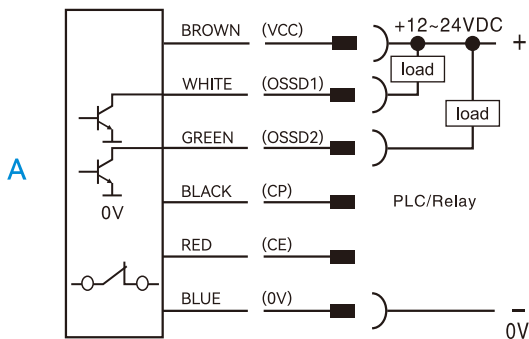 BROWN (VCC) +12~24VDC +
load
WHITE (OSSD1)
load
GREEN (OSSD2)
A
BLACK (CP) PLC/Relay
0V
RED (CE)
BLUE (0V) −
0V